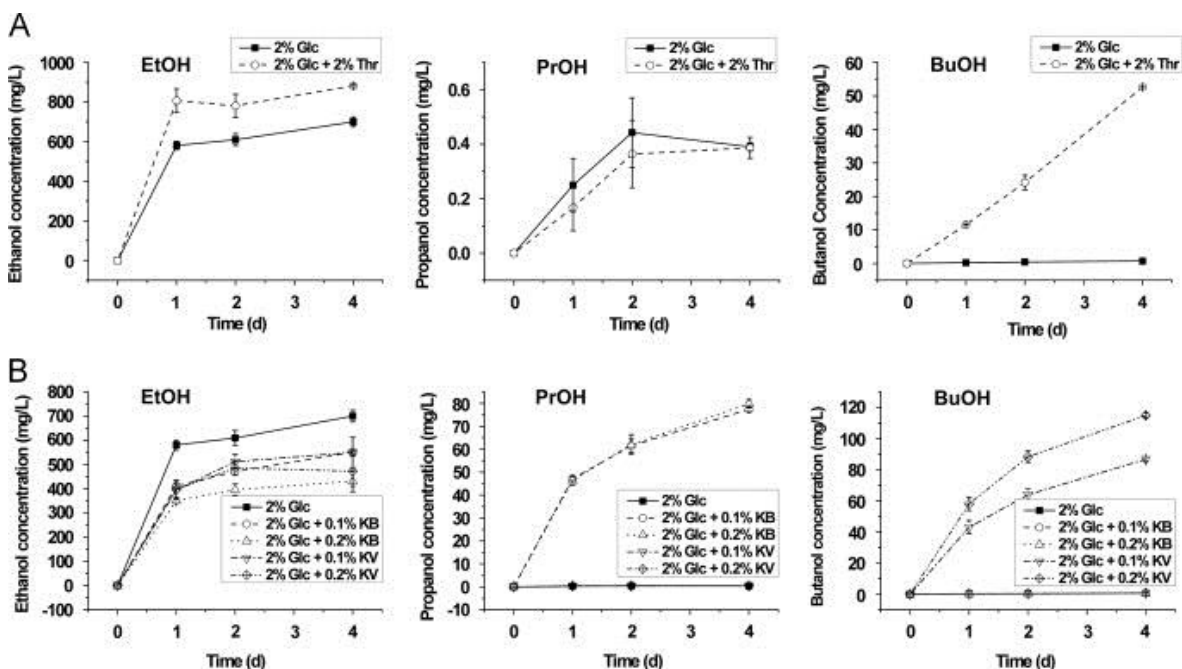 A
EtOH
2% Glc
2% Glc + 2% Thr
Ethanol concentration (mg/L)
1000
800
600
400
200
0
0 1 2 3 4
Time (d)
PrOH
2% Glc
2% Glc + 2% Thr
Propanol concentration (mg/L)
0.6
0.4
0.2
0.0
0 1 2 3 4
Time (d)
BuOH
2% Glc
2% Glc + 2% Thr
Butanol Concentration (mg/L)
60
50
40
30
20
10
0
0 1 2 3 4
Time (d)
B
EtOH
Ethanol concentration (mg/L)
800
700
600
500
400
300
200
100
0
-100
2% Glc
2% Glc + 0.1% KB
2% Glc + 0.2% KB
2% Glc + 0.1% KV
2% Glc + 0.2% KV
0 1 2 3 4
Time (d)
PrOH
Propanol concentration (mg/L)
80
70
60
50
40
30
20
10
0
-10
2% Glc
2% Glc + 0.1% KB
2% Glc + 0.2% KB
2% Glc + 0.1% KV
2% Glc + 0.2% KV
0 1 2 3 4
Time (d)
BuOH
Butanol concentration (mg/L)
120
100
80
60
40
20
0
2% Glc
2% Glc + 0.1% KB
2% Glc + 0.2% KB
2% Glc + 0.1% KV
2% Glc + 0.2% KV
0 1 2 3 4
Time (d)